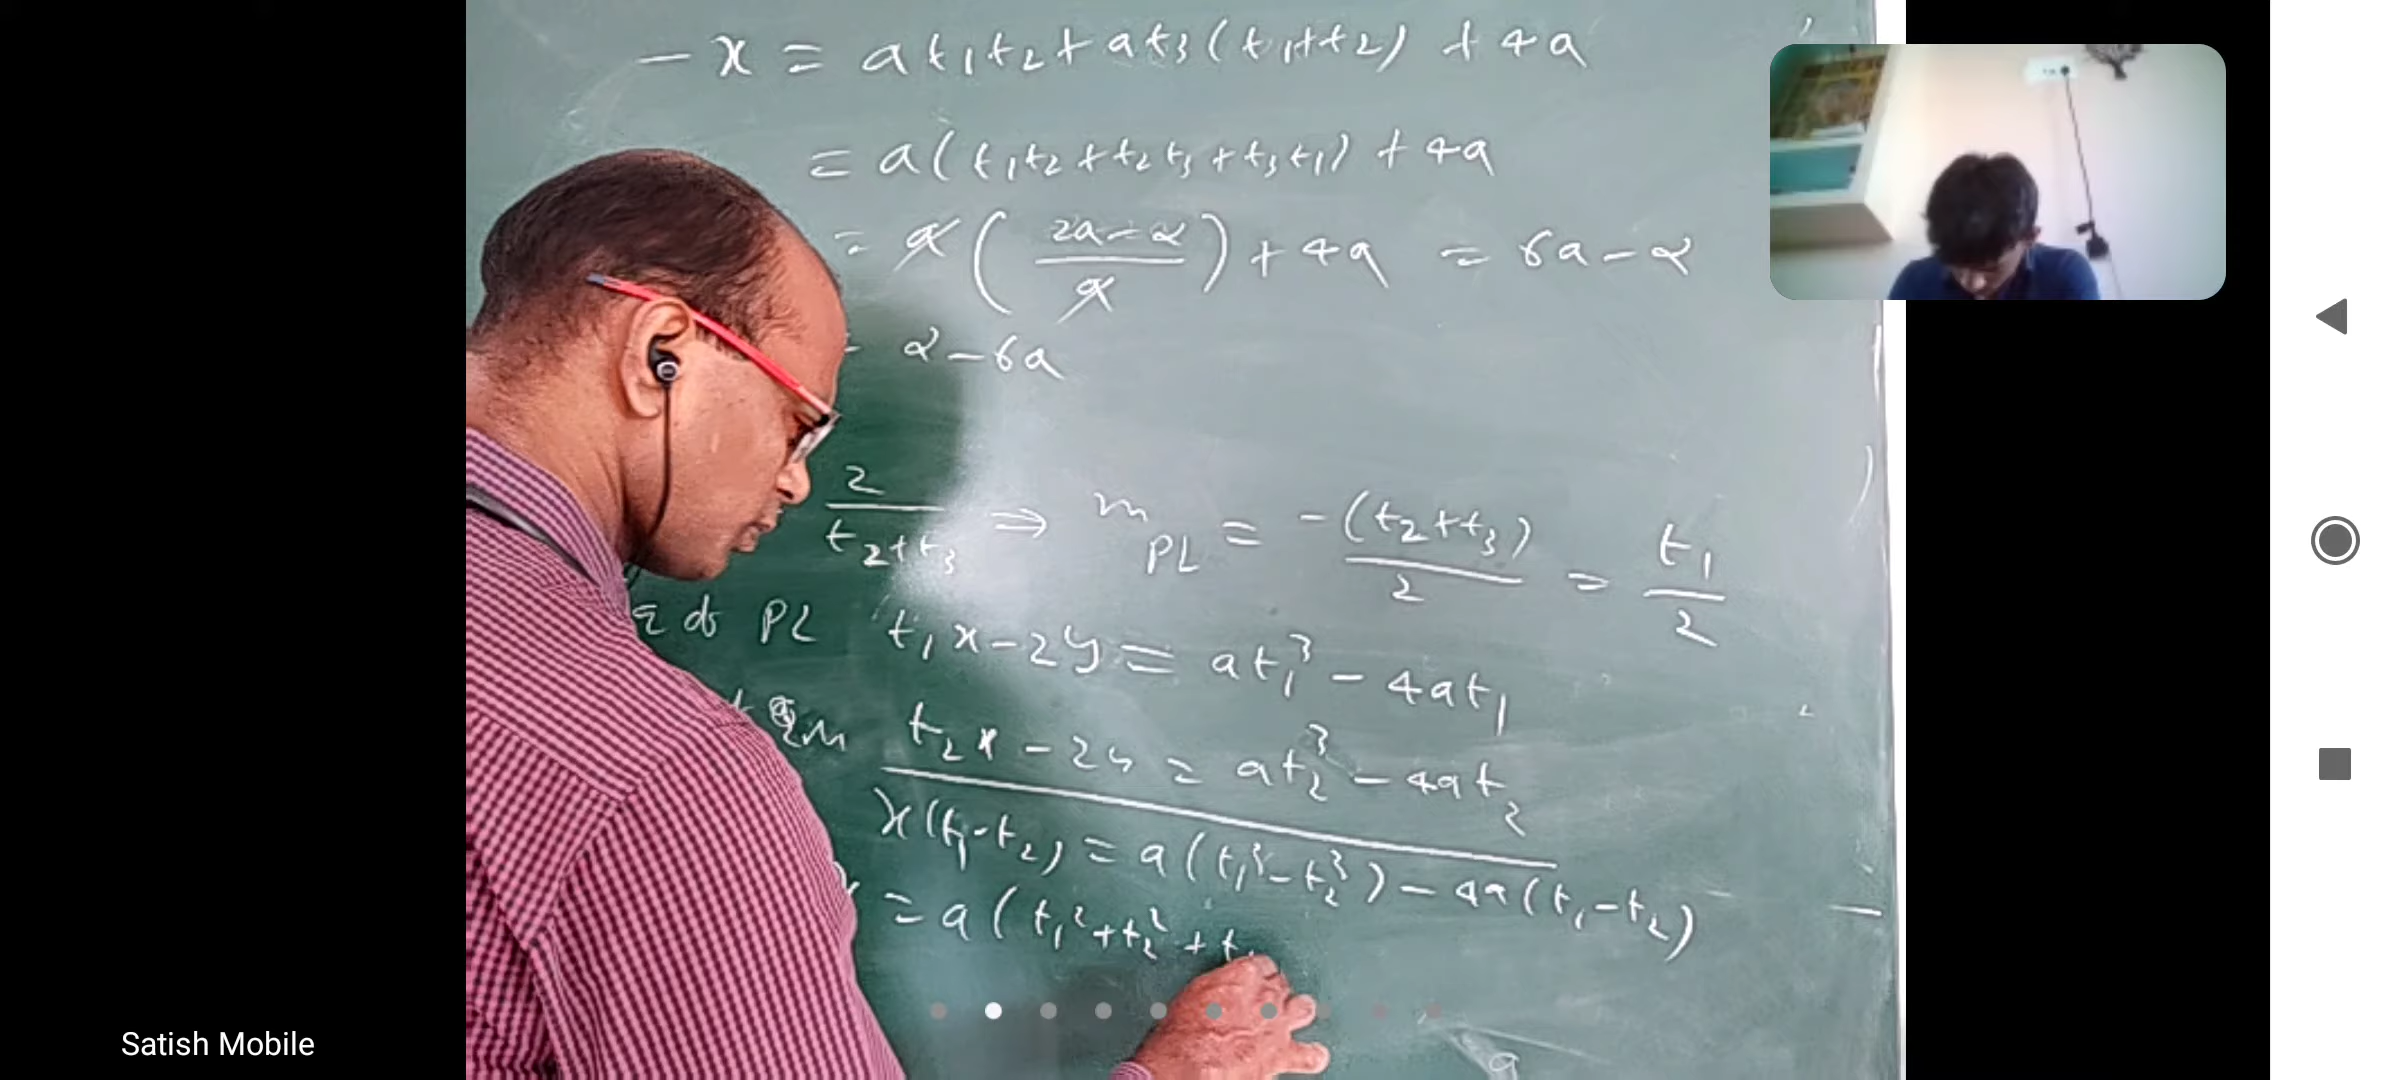 -x = at₁t₂ + at₃(t₁+t₂) + 4a
= a(t₁t₂ + t₂t₃ + t₃t₁) + 4a
= a( (2a-α)/a ) + 4a = 6a-α
= α-6a
2/(t₂+t₃) ⇒ m PL = -(t₂+t₃)/2 = t₁/2
PL t₁x-2y = at₁³ - 4at₁
t₂x - 2y = at₂³ - 4at₂
x(t₁-t₂) = a(t₁³-t₂³) - 4a(t₁-t₂)
= a(t₁²+t₂²+t
Satish Mobile